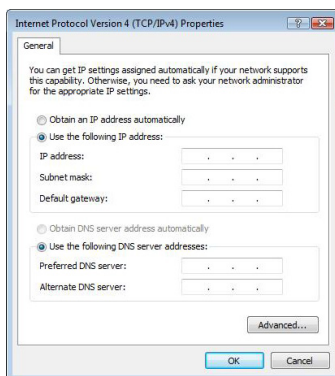 Internet Protocol Version 4 (TCP/IPv4) Properties
General
You can get IP settings assigned automatically if your network supports
this capability. Otherwise, you need to ask your network administrator
for the appropriate IP settings.
Obtain an IP address automatically
Use the following IP address:
IP address:
Subnet mask:
Default gateway:
Obtain DNS server address automatically
Use the following DNS server addresses:
Preferred DNS server:
Alternate DNS server:
Advanced...
OK Cancel